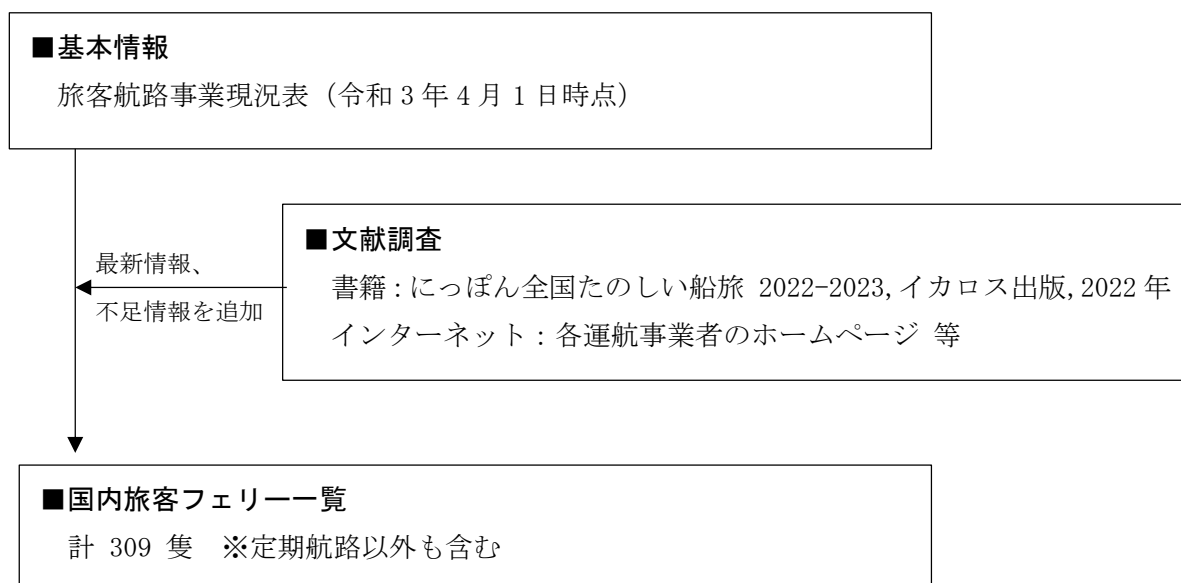 ■基本情報
旅客航路事業現況表（令和 3 年 4 月 1 日時点）
■文献調査
書籍：にっぽん全国たのしい船旅 2022-2023, イカロス出版, 2022 年
インターネット：各運航事業者のホームページ 等
最新情報、
不足情報を追加
■国内旅客フェリー一覧
計 309 隻 ※定期航路以外も含む